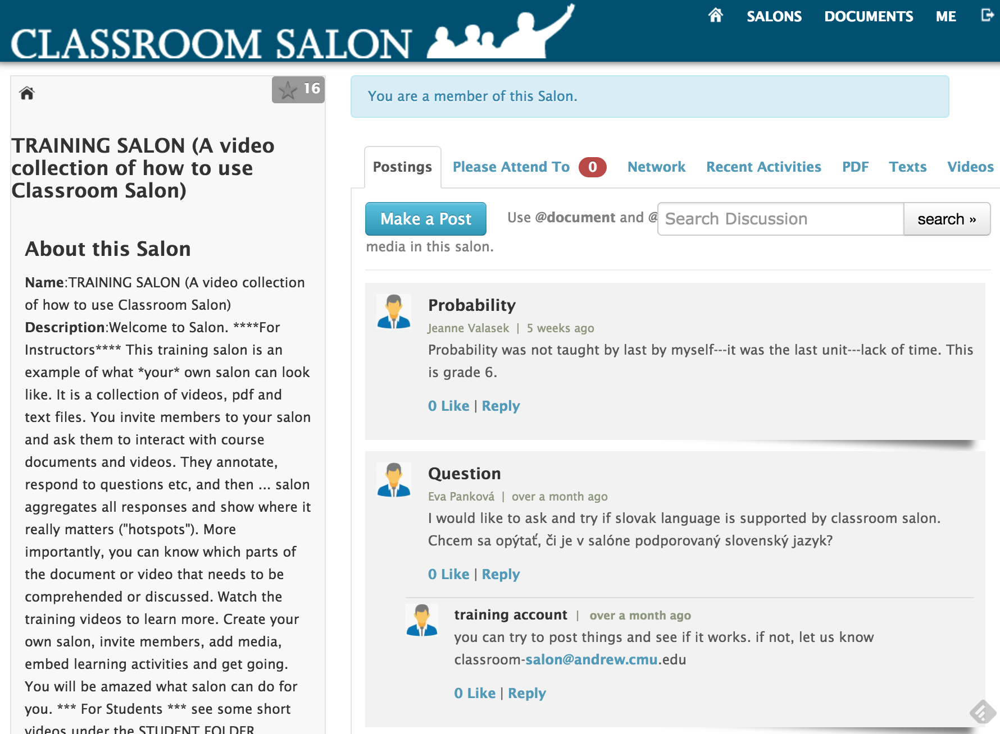 CLASSROOM SALON
SALONS DOCUMENTS ME
16
TRAINING SALON (A video
collection of how to use
Classroom Salon)
About this Salon
Name:TRAINING SALON (A video collection
of how to use Classroom Salon)
Description:Welcome to Salon. ****For
Instructors**** This training salon is an
example of what *your* own salon can look
like. It is a collection of videos, pdf and
text files. You invite members to your salon
and ask them to interact with course
documents and videos. They annotate,
respond to questions etc, and then ... salon
aggregates all responses and show where it
really matters ("hotspots"). More
importantly, you can know which parts of
the document or video that needs to be
comprehended or discussed. Watch the
training videos to learn more. Create your
own salon, invite members, add media,
embed learning activities and get going.
You will be amazed what salon can do for
you. *** For Students *** see some short
videos under the STUDENT FOLDER
You are a member of this Salon.
Postings Please Attend To 0 Network Recent Activities PDF Texts Videos
Make a Post Use @document and @ Search Discussion search »
media in this salon.
Probability
Jeanne Valasek | 5 weeks ago
Probability was not taught by last by myself---it was the last unit---lack of time. This
is grade 6.
0 Like | Reply
Question
Eva Panková | over a month ago
I would like to ask and try if slovak language is supported by classroom salon.
Chcem sa opýtať, či je v salóne podporovaný slovenský jazyk?
0 Like | Reply
training account | over a month ago
you can try to post things and see if it works. if not, let us know
classroom-salon@andrew.cmu.edu
0 Like | Reply